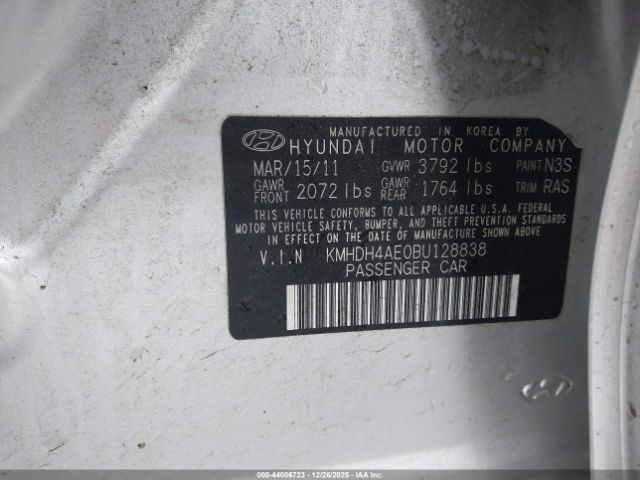 MANUFACTURED IN KOREA BY
HYUNDAI MOTOR COMPANY
MAR/15/11 GVWR 3792 lbs PAINT N3S
GAWR FRONT 2072 lbs GAWR REAR 1764 lbs TRIM RAS
THIS VEHICLE CONFORMS TO ALL APPLICABLE U.S.A. FEDERAL
MOTOR VEHICLE SAFETY, BUMPER, AND THEFT PREVENTION STANDARDS
IN EFFECT ON THE DATE OF MANUFACTURE SHOWN ABOVE.
V.I.N KMHDH4AE0BU128838
PASSENGER CAR
000-44006723 - 12/26/2025 - IAAI.COM